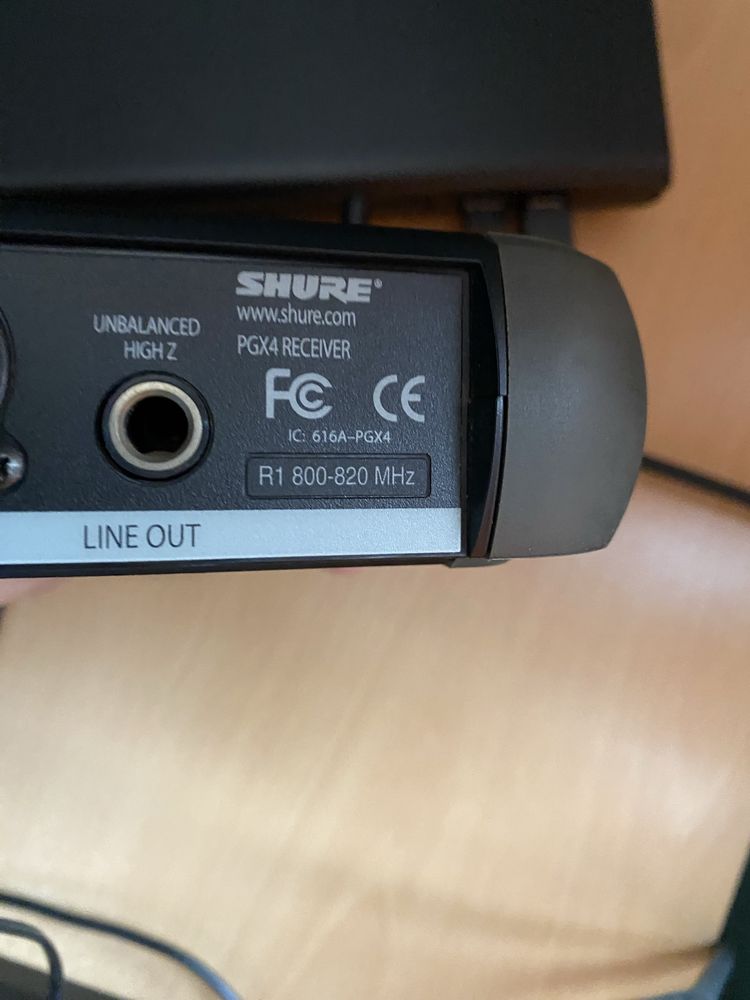 UNBALANCED
HIGH Z
SHURE®
www.shure.com
PGX4 RECEIVER
FC CE
IC: 616A-PGX4
R1 800-820 MHz
LINE OUT